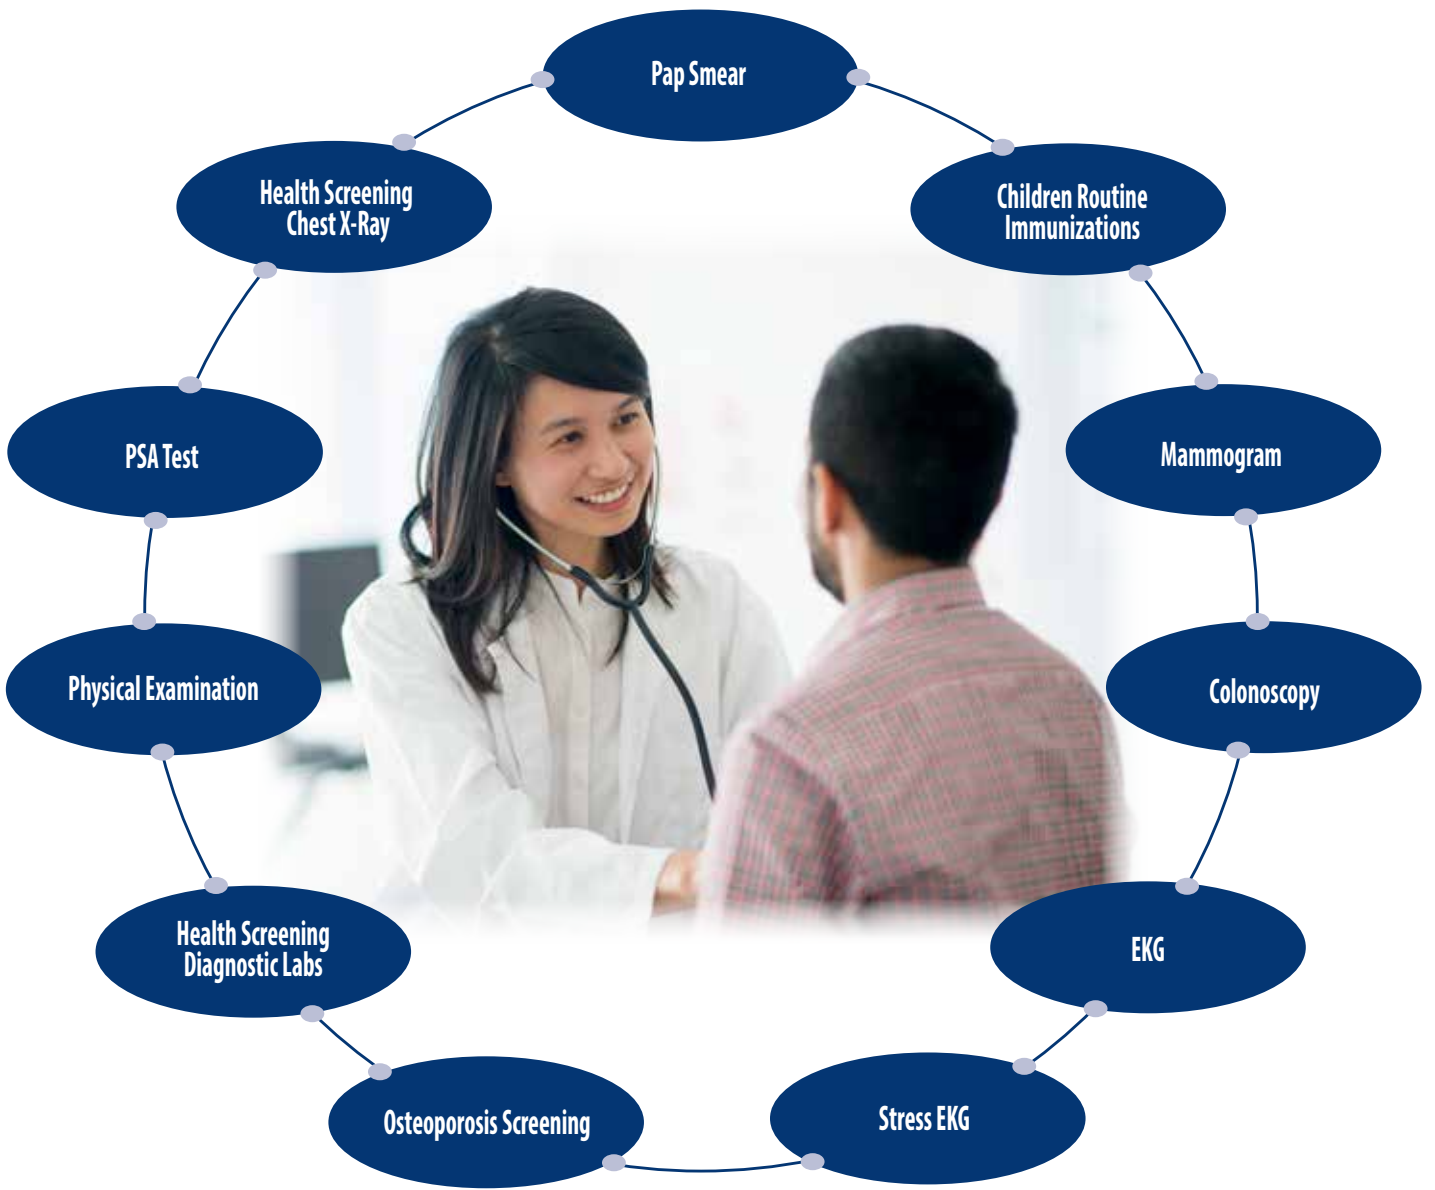 Pap Smear
Children Routine
Immunizations
Mammogram
Colonoscopy
EKG
Stress EKG
Osteoporosis Screening
Health Screening
Diagnostic Labs
Physical Examination
PSA Test
Health Screening
Chest X-Ray